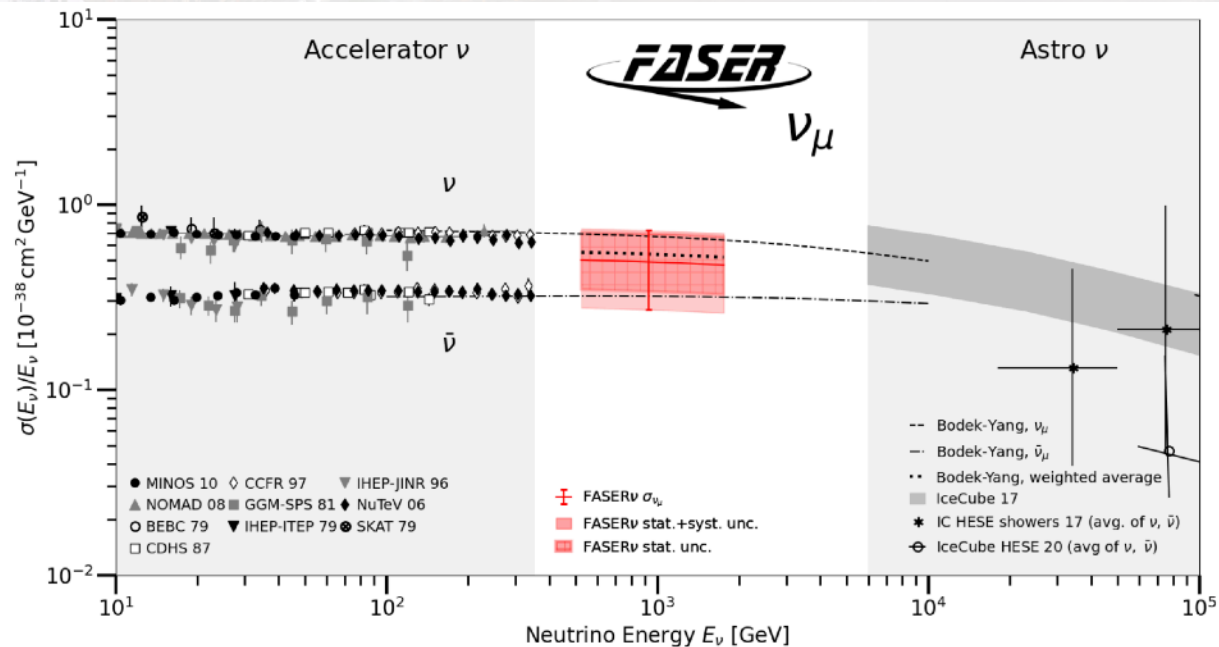 Accelerator ν
FASER
Astro ν
ν_μ
ν
ν̄
σ(E_ν)/E_ν [10⁻³⁸ cm² GeV⁻¹]
10¹
10⁰
10⁻¹
10⁻²
MINOS 10
CCFR 97
IHEP-JINR 96
NOMAD 08
GGM-SPS 81
NuTeV 06
BEBC 79
IHEP-ITEP 79
SKAT 79
CDHS 87
FASERν σ_ν_μ
FASERν stat.+syst. unc.
FASERν stat. unc.
Bodek-Yang, ν_μ
Bodek-Yang, ν̄_μ
Bodek-Yang, weighted average
IceCube 17
IC HESE showers 17 (avg. of ν, ν̄)
IceCube HESE 20 (avg of ν, ν̄)
10¹
10²
10³
10⁴
10⁵
Neutrino Energy E_ν [GeV]